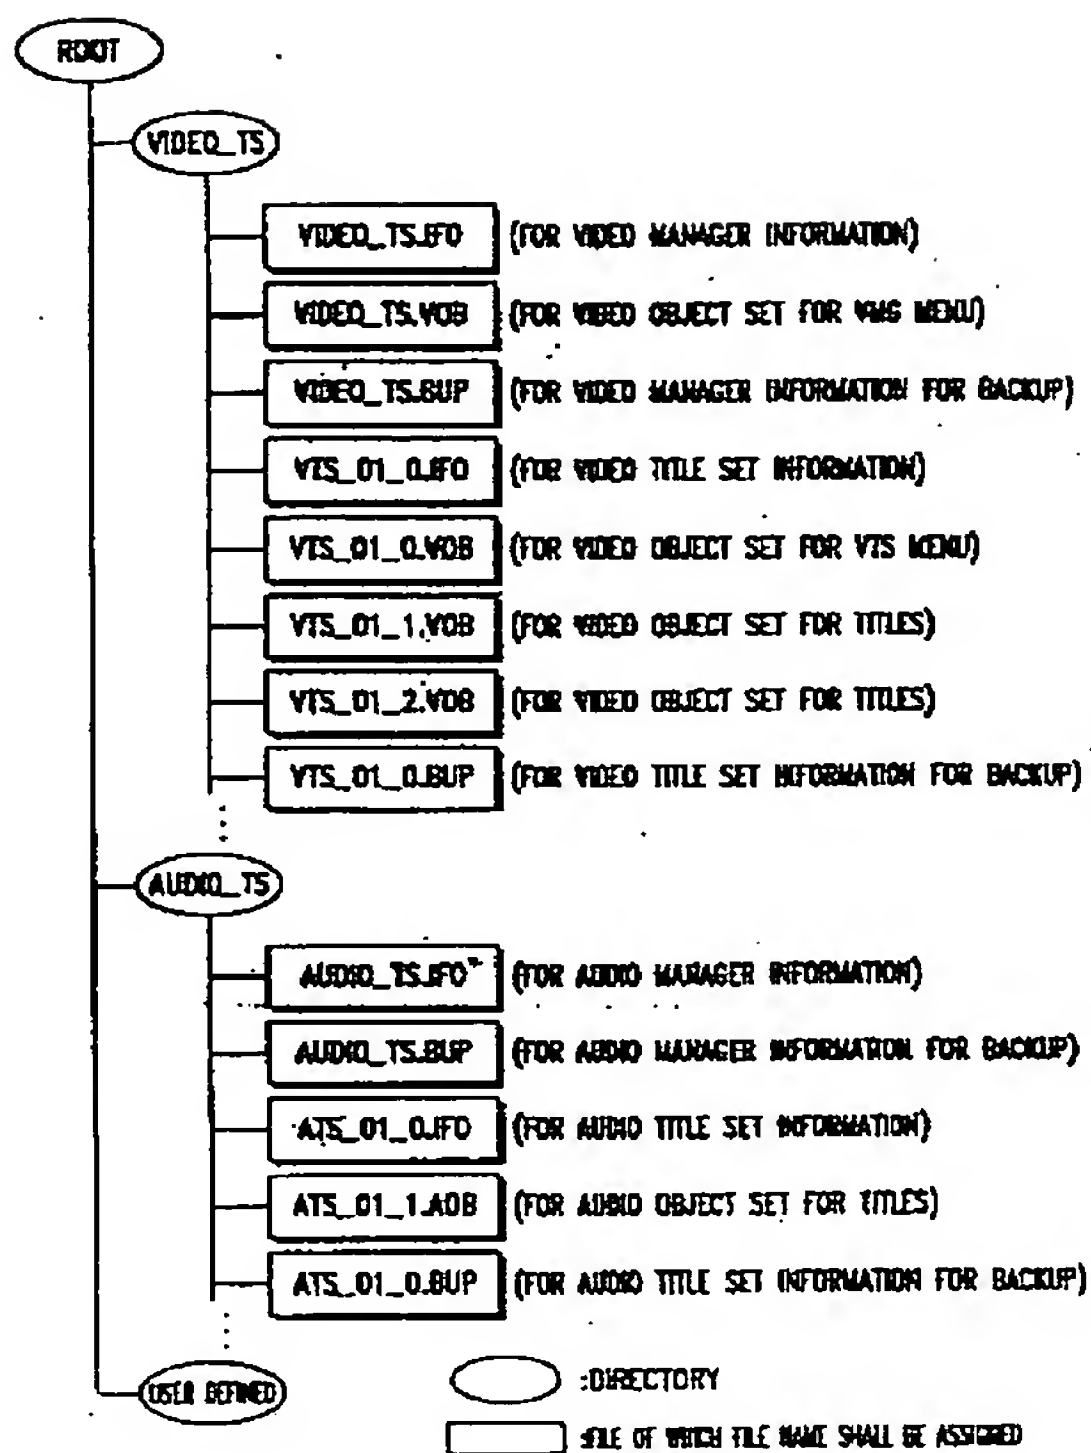 ROOT
VIDEO_TS
VIDEO_TS.IFO (FOR VIDEO MANAGER INFORMATION)
VIDEO_TS.VOB (FOR VIDEO OBJECT SET FOR VMG MENU)
VIDEO_TS.BUP (FOR VIDEO MANAGER INFORMATION FOR BACKUP)
VTS_01_0.IFO (FOR VIDEO TITLE SET INFORMATION)
VTS_01_0.VOB (FOR VIDEO OBJECT SET FOR VTS MENU)
VTS_01_1.VOB (FOR VIDEO OBJECT SET FOR TITLES)
VTS_01_2.VOB (FOR VIDEO OBJECT SET FOR TITLES)
VTS_01_0.BUP (FOR VIDEO TITLE SET INFORMATION FOR BACKUP)
AUDIO_TS
AUDIO_TS.IFO (FOR AUDIO MANAGER INFORMATION)
AUDIO_TS.BUP (FOR AUDIO MANAGER INFORMATION FOR BACKUP)
ATS_01_0.IFO (FOR AUDIO TITLE SET INFORMATION)
ATS_01_1.AOB (FOR AUDIO OBJECT SET FOR TITLES)
ATS_01_0.BUP (FOR AUDIO TITLE SET INFORMATION FOR BACKUP)
USER DEFINED
:DIRECTORY
:FILE OF WHICH FILE NAME SHALL BE ASSIGNED